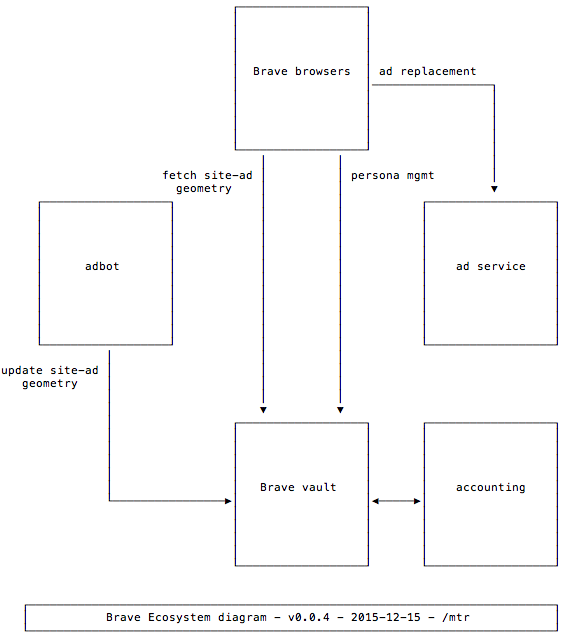 Brave browsers
ad replacement
fetch site-ad
geometry
persona mgmt
adbot
ad service
update site-ad
geometry
Brave vault
accounting
Brave Ecosystem diagram - v0.0.4 - 2015-12-15 - /mtr